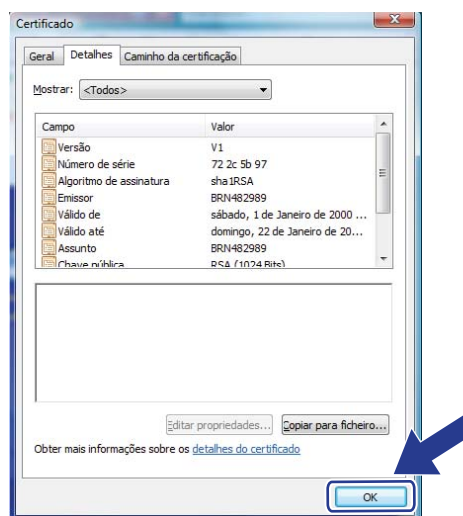 Certificado
Geral Detalhes Caminho da certificação
Mostrar: <Todos>
Campo Valor
Versão V1
Número de série 72 2c 5b 97
Algoritmo de assinatura sha1RSA
Emissor BRN482989
Válido de sábado, 1 de Janeiro de 2000 ...
Válido até domingo, 22 de Janeiro de 20...
Assunto BRN482989
Chave pública RSA (1024 Bits)
Editar propriedades... Copiar para ficheiro...
Obter mais informações sobre os detalhes do certificado
OK